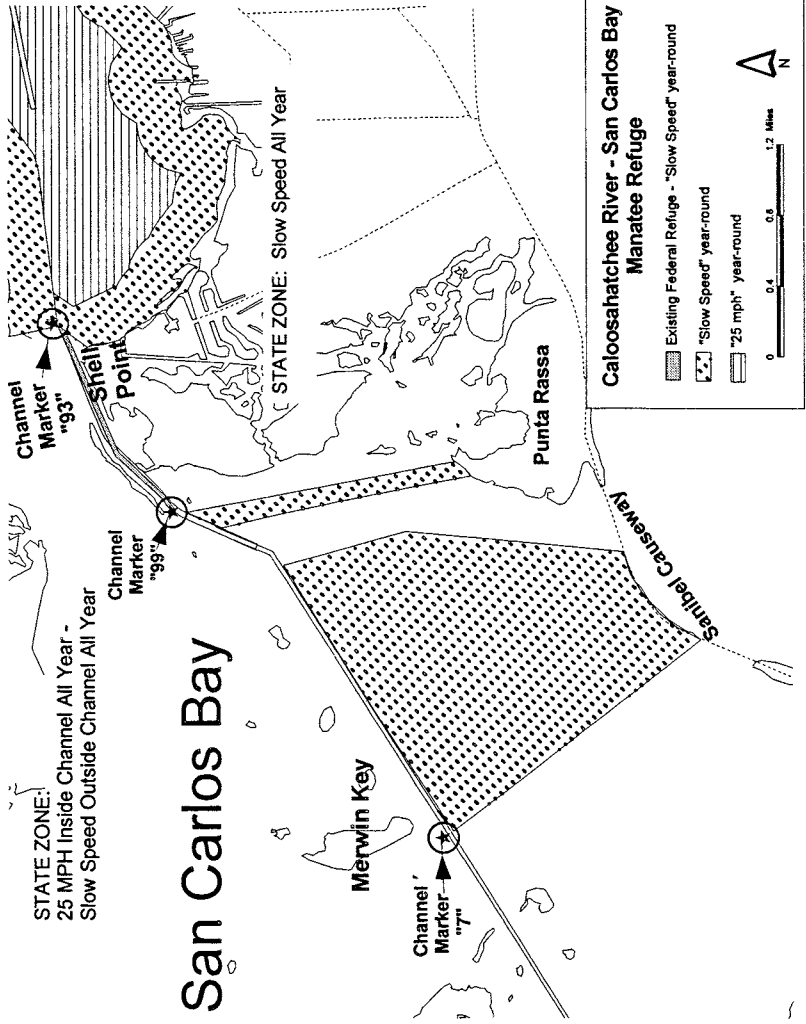 STATE ZONE:
25 MPH Inside Channel All Year -
Slow Speed Outside Channel All Year
San Carlos Bay
Channel
Marker
"93"
Shell
Point
Channel
Marker
"99"
STATE ZONE: Slow Speed All Year
Merwin Key
Channel
Marker
"7"
Punta Rassa
Sanibel Causeway
Caloosahatchee River - San Carlos Bay
Manatee Refuge
Existing Federal Refuge - "Slow Speed" year-round
"Slow Speed" year-round
"25 mph" year-round
0 0.4 0.8 1.2 Miles
N